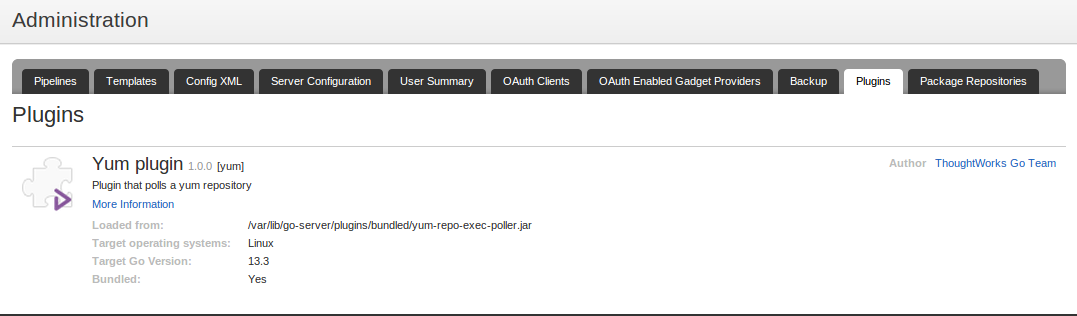 Administration
Pipelines Templates Config XML Server Configuration User Summary OAuth Clients OAuth Enabled Gadget Providers Backup Plugins Package Repositories
Plugins
Yum plugin 1.0.0 [yum] Author ThoughtWorks Go Team
Plugin that polls a yum repository
More Information
Loaded from: /var/lib/go-server/plugins/bundled/yum-repo-exec-poller.jar
Target operating systems: Linux
Target Go Version: 13.3
Bundled: Yes